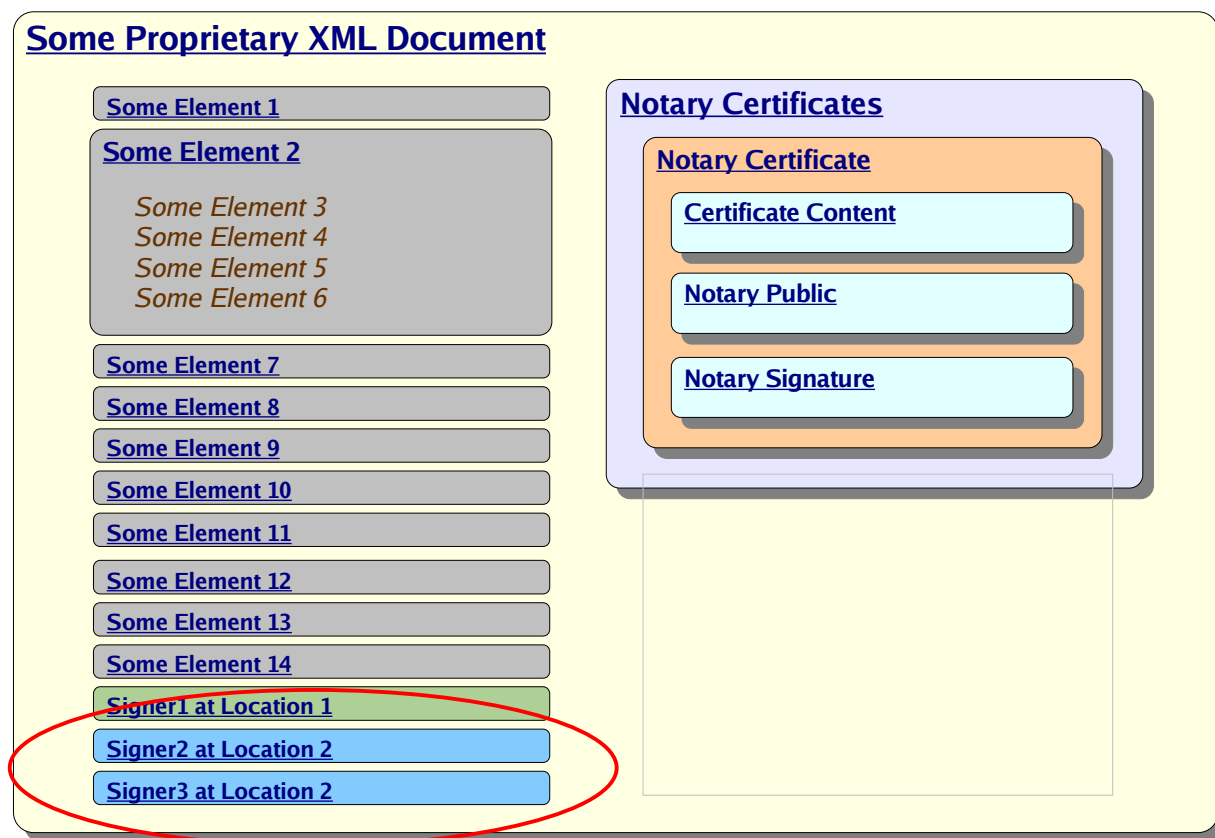 Some Proprietary XML Document
Some Element 1
Some Element 2
Some Element 3
Some Element 4
Some Element 5
Some Element 6
Some Element 7
Some Element 8
Some Element 9
Some Element 10
Some Element 11
Some Element 12
Some Element 13
Some Element 14
Signer1 at Location 1
Signer2 at Location 2
Signer3 at Location 2
Notary Certificates
Notary Certificate
Certificate Content
Notary Public
Notary Signature